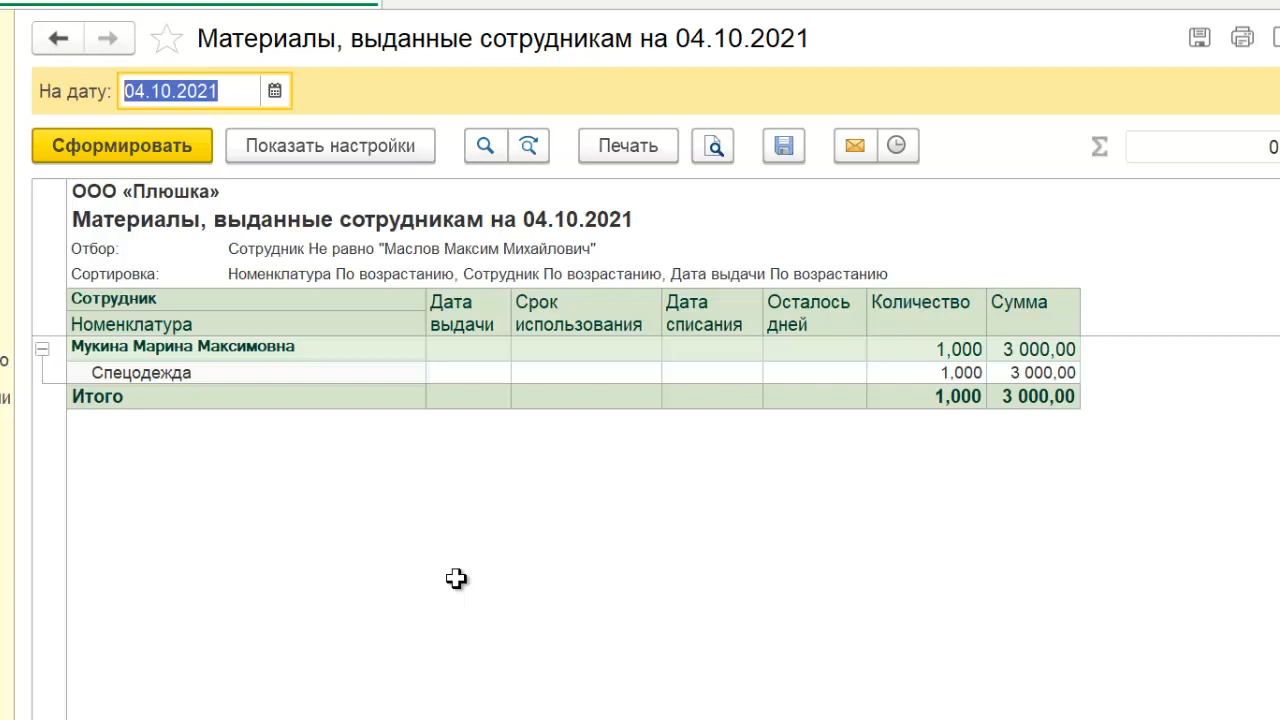 Материалы, выданные сотрудникам на 04.10.2021
На дату: 04.10.2021
Сформировать Показать настройки Печать Σ 0
ООО «Плюшка»
Материалы, выданные сотрудникам на 04.10.2021
Отбор: Сотрудник Не равно "Маслов Максим Михайлович"
Сортировка: Номенклатура По возрастанию, Сотрудник По возрастанию, Дата выдачи По возрастанию
Сотрудник Дата выдачи Срок использования Дата списания Осталось дней Количество Сумма
Номенклатура
Мукина Марина Максимовна 1,000 3 000,00
Спецодежда 1,000 3 000,00
Итого 1,000 3 000,00